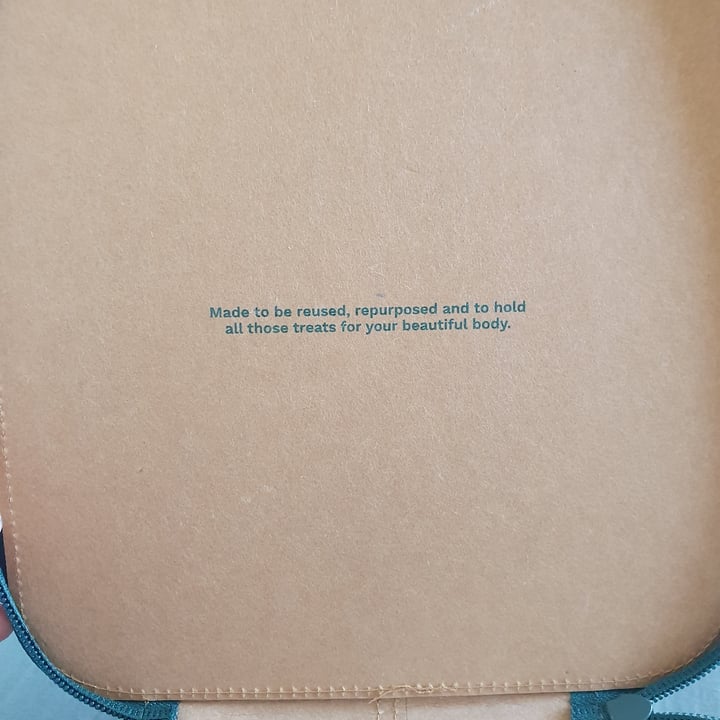 Made to be reused, repurposed and to hold
all those treats for your beautiful body.